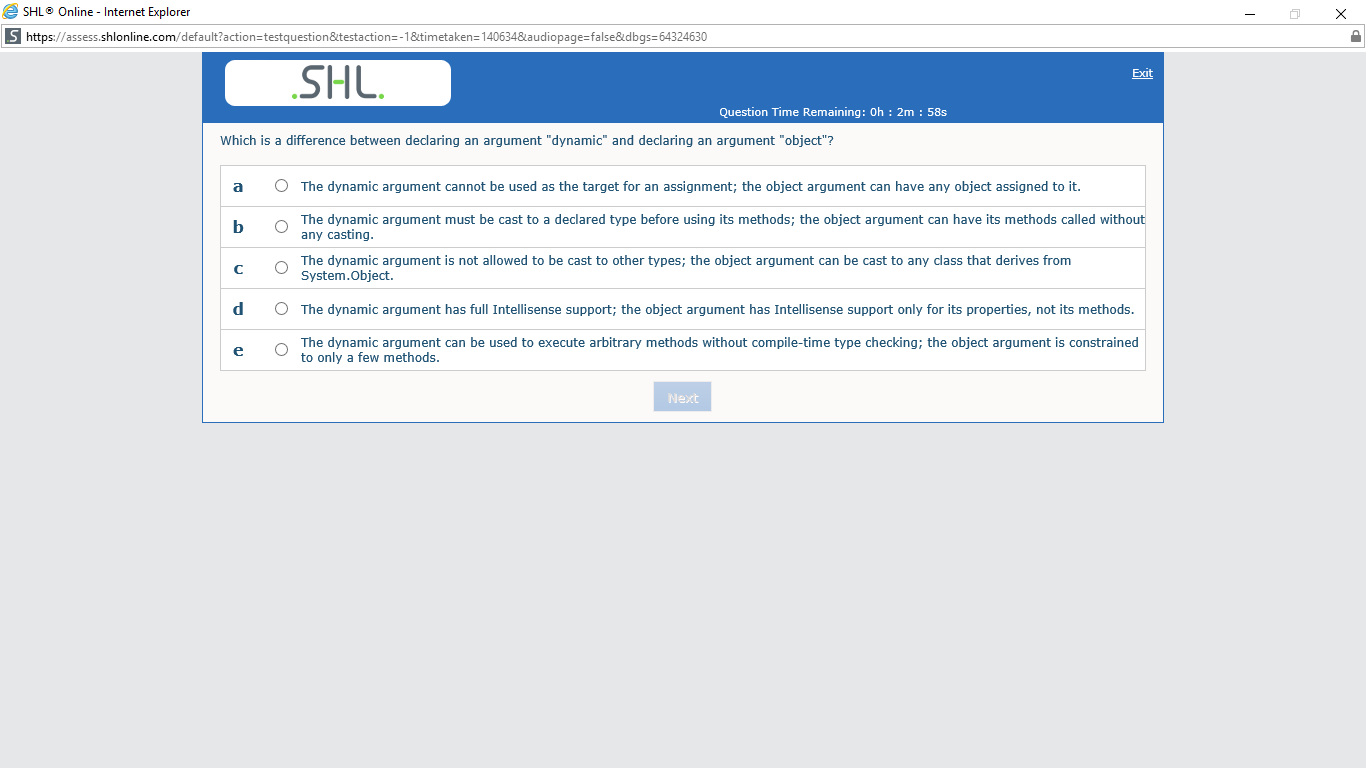 SHL® Online - Internet Explorer
https://assess.shlonline.com/default?action=testquestion&testaction=-1&timetaken=140634&audiopage=false&dbgs=64324630
.SHL.
Exit
Question Time Remaining: 0h : 2m : 58s
Which is a difference between declaring an argument "dynamic" and declaring an argument "object"?
a The dynamic argument cannot be used as the target for an assignment; the object argument can have any object assigned to it.
b The dynamic argument must be cast to a declared type before using its methods; the object argument can have its methods called without
any casting.
c The dynamic argument is not allowed to be cast to other types; the object argument can be cast to any class that derives from
System.Object.
d The dynamic argument has full Intellisense support; the object argument has Intellisense support only for its properties, not its methods.
e The dynamic argument can be used to execute arbitrary methods without compile-time type checking; the object argument is constrained
to only a few methods.
Next